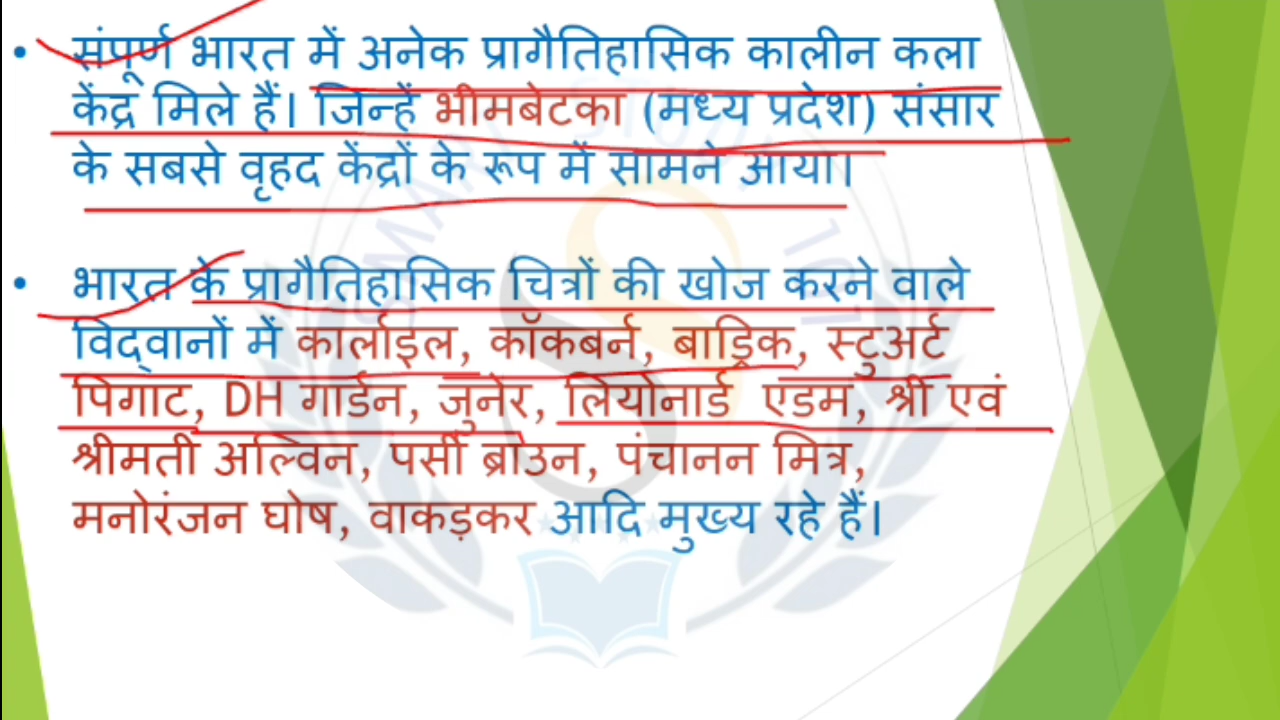 संपूर्ण भारत में अनेक प्रागैतिहासिक कालीन कला
केंद्र मिले हैं। जिन्हें भीमबेटका (मध्य प्रदेश) संसार
के सबसे वृहद केंद्रों के रूप में सामने आया।
भारत के प्रागैतिहासिक चित्रों की खोज करने वाले
विद्वानों में कार्लाइल, कॉकबर्न, बाड्रिक, स्टुअर्ट
पिगाट, DH गार्डन, जुनेर, लियोनार्ड एडम, श्री एवं
श्रीमती अल्विन, पर्सी ब्राउन, पंचानन मित्र,
मनोरंजन घोष, वाकड़कर आदि मुख्य रहे हैं।